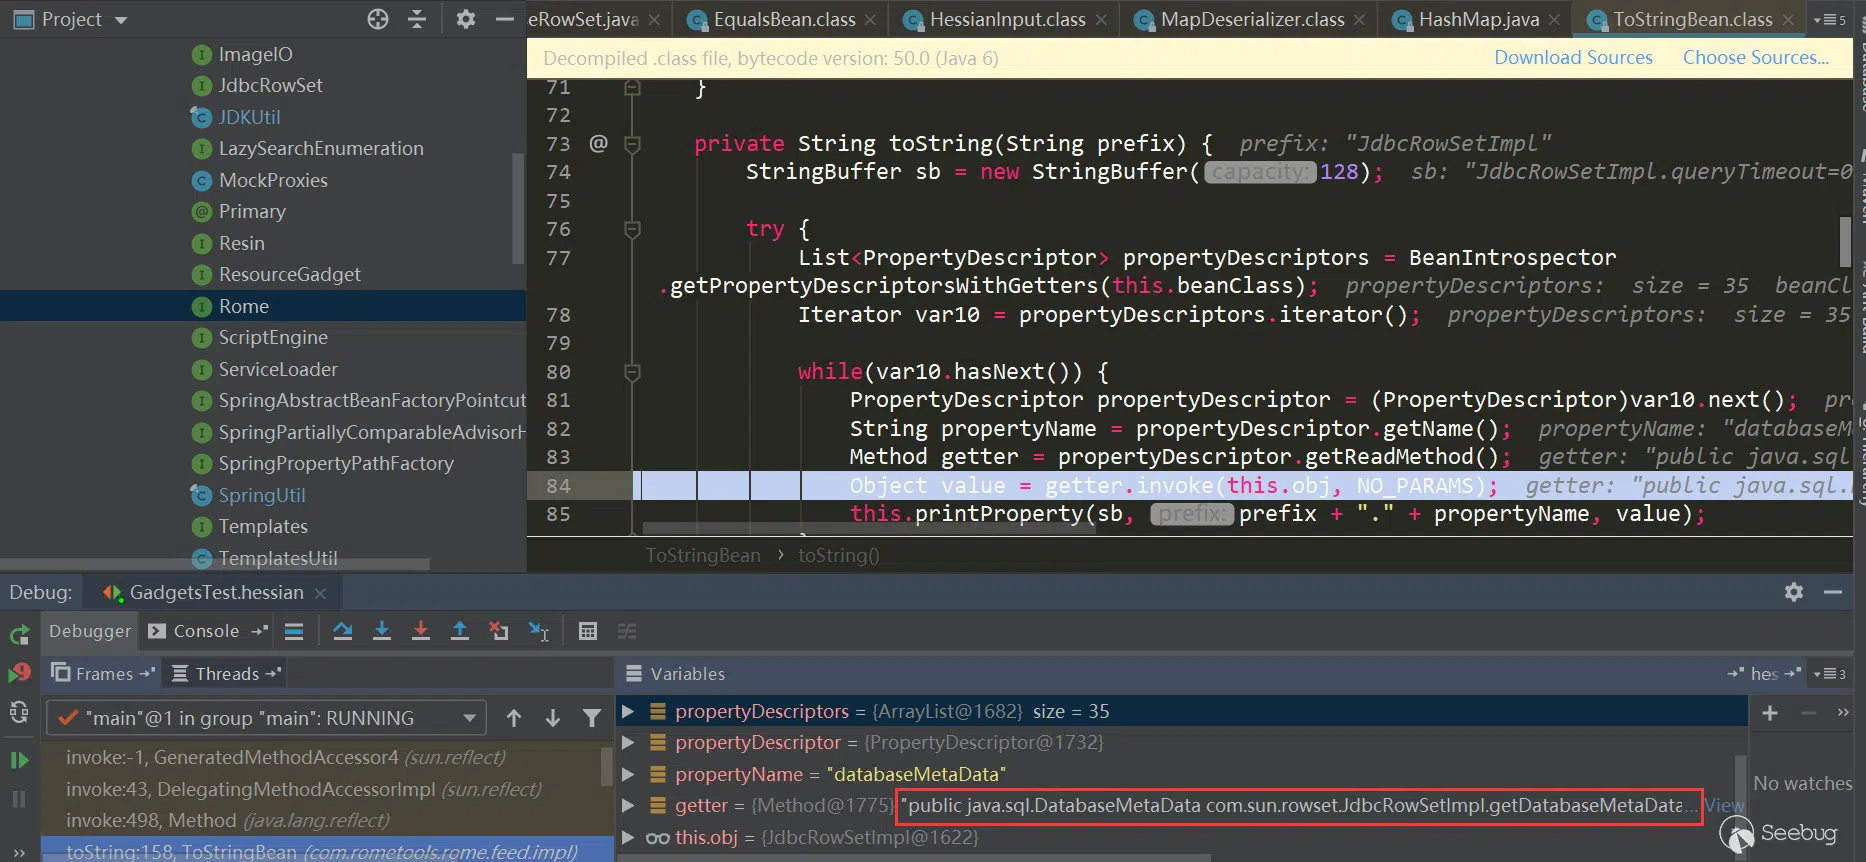 Project
eRowSet.java
EqualsBean.class
HessianInput.class
MapDeserializer.class
HashMap.java
ToStringBean.class
5
ImageIO
JdbcRowSet
JDKUtil
LazySearchEnumeration
MockProxies
Primary
Resin
ResourceGadget
Rome
ScriptEngine
ServiceLoader
SpringAbstractBeanFactoryPointcut
SpringPartiallyComparableAdvisorH
SpringPropertyPathFactory
SpringUtil
Templates
TemplatesUtil
Decompiled .class file, bytecode version: 50.0 (Java 6)
Download Sources
Choose Sources...
71 }
72
73 @ private String toString(String prefix) { prefix: "JdbcRowSetImpl"
74 StringBuffer sb = new StringBuffer( capacity: 128); sb: "JdbcRowSetImpl.queryTimeout=0
75
76 try {
77 List<PropertyDescriptor> propertyDescriptors = BeanIntrospector
.getPropertyDescriptorsWithGetters(this.beanClass); propertyDescriptors: size = 35 beanCl
78 Iterator var10 = propertyDescriptors.iterator(); propertyDescriptors: size = 35
79
80 while(var10.hasNext()) {
81 PropertyDescriptor propertyDescriptor = (PropertyDescriptor)var10.next(); pr
82 String propertyName = propertyDescriptor.getName(); propertyName: "databaseM
83 Method getter = propertyDescriptor.getReadMethod(); getter: "public java.sql
84 Object value = getter.invoke(this.obj, NO_PARAMS); getter: "public java.sql.
85 this.printProperty(sb, prefix: prefix + "." + propertyName, value);
ToStringBean › toString()
Debug:
GadgetsTest.hessian
Debugger
Console
Frames
Threads
"main"@1 in group "main": RUNNING
invoke:-1, GeneratedMethodAccessor4 (sun.reflect)
invoke:43, DelegatingMethodAccessorImpl (sun.reflect)
invoke:498, Method (java.lang.reflect)
toString:158, ToStringBean (com.rometools.rome.feed.impl)
Variables
hes
3
propertyDescriptors = {ArrayList@1682} size = 35
propertyDescriptor = {PropertyDescriptor@1732}
propertyName = "databaseMetaData"
getter = {Method@1775} "public java.sql.DatabaseMetaData com.sun.rowset.JdbcRowSetImpl.getDatabaseMetaData... View
this.obj = {JdbcRowSetImpl@1622}
No watches
Seebug